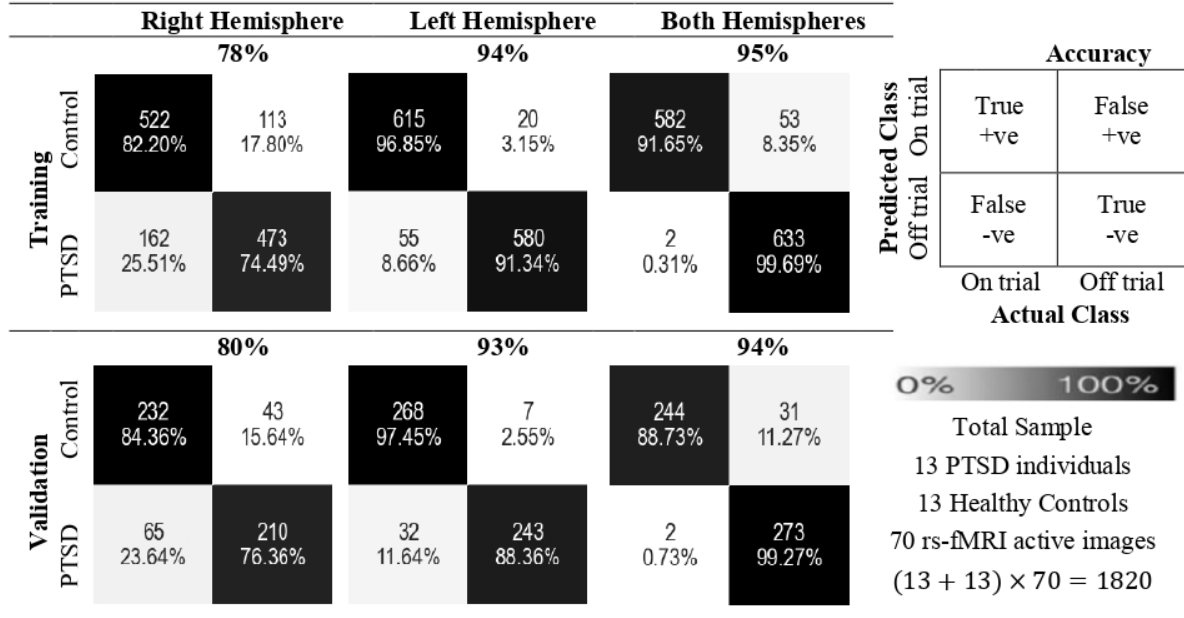 Right Hemisphere Left Hemisphere Both Hemispheres
78% 94% 95%
Training
Control
522 113 615 20 582 53
82.20% 17.80% 96.85% 3.15% 91.65% 8.35%
PTSD
162 473 55 580 2 633
25.51% 74.49% 8.66% 91.34% 0.31% 99.69%
80% 93% 94%
Validation
Control
232 43 268 7 244 31
84.36% 15.64% 97.45% 2.55% 88.73% 11.27%
PTSD
65 210 32 243 2 273
23.64% 76.36% 11.64% 88.36% 0.73% 99.27%
Accuracy
Predicted Class
On trial
True False
+ve +ve
Off trial
False True
-ve -ve
On trial Off trial
Actual Class
0% 100%
Total Sample
13 PTSD individuals
13 Healthy Controls
70 rs-fMRI active images
(13 + 13) × 70 = 1820